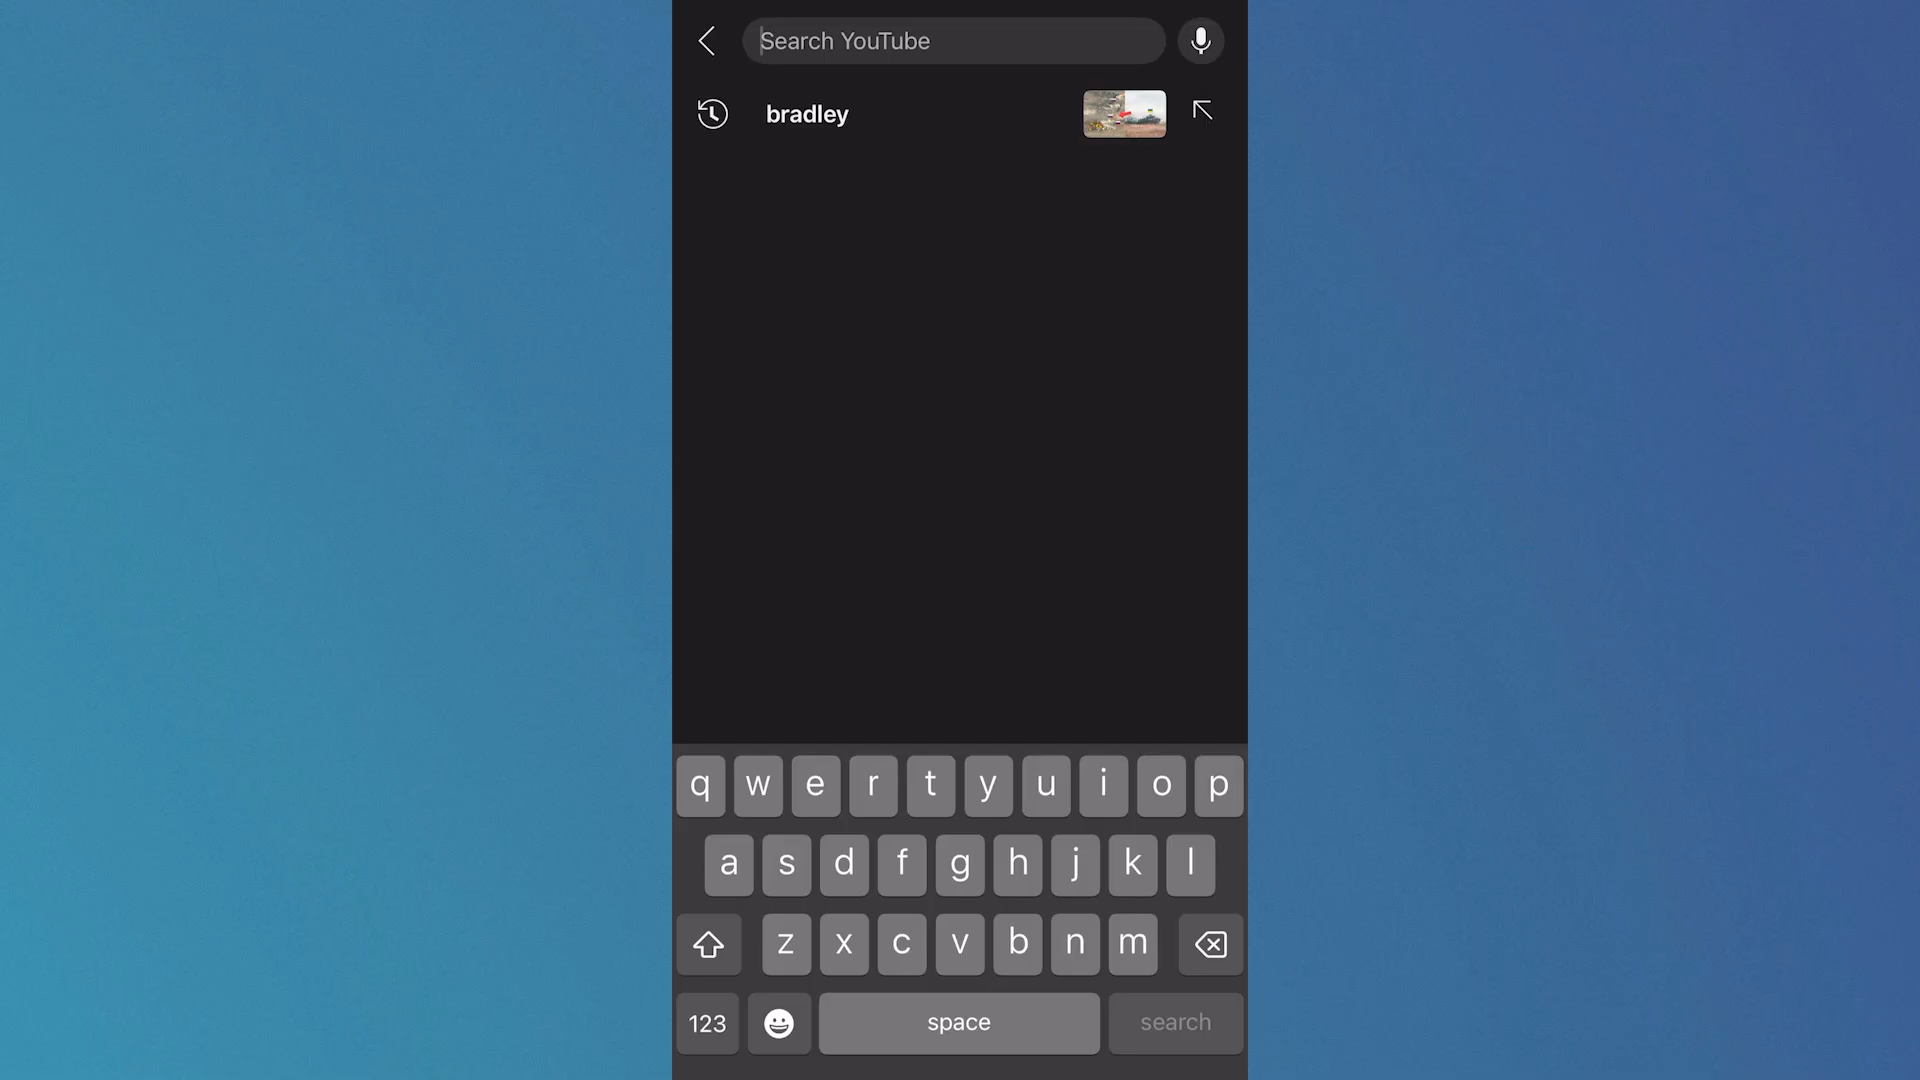 Search YouTube
bradley
q w e r t y u i o p
a s d f g h j k l
z x c v b n m
123 space search